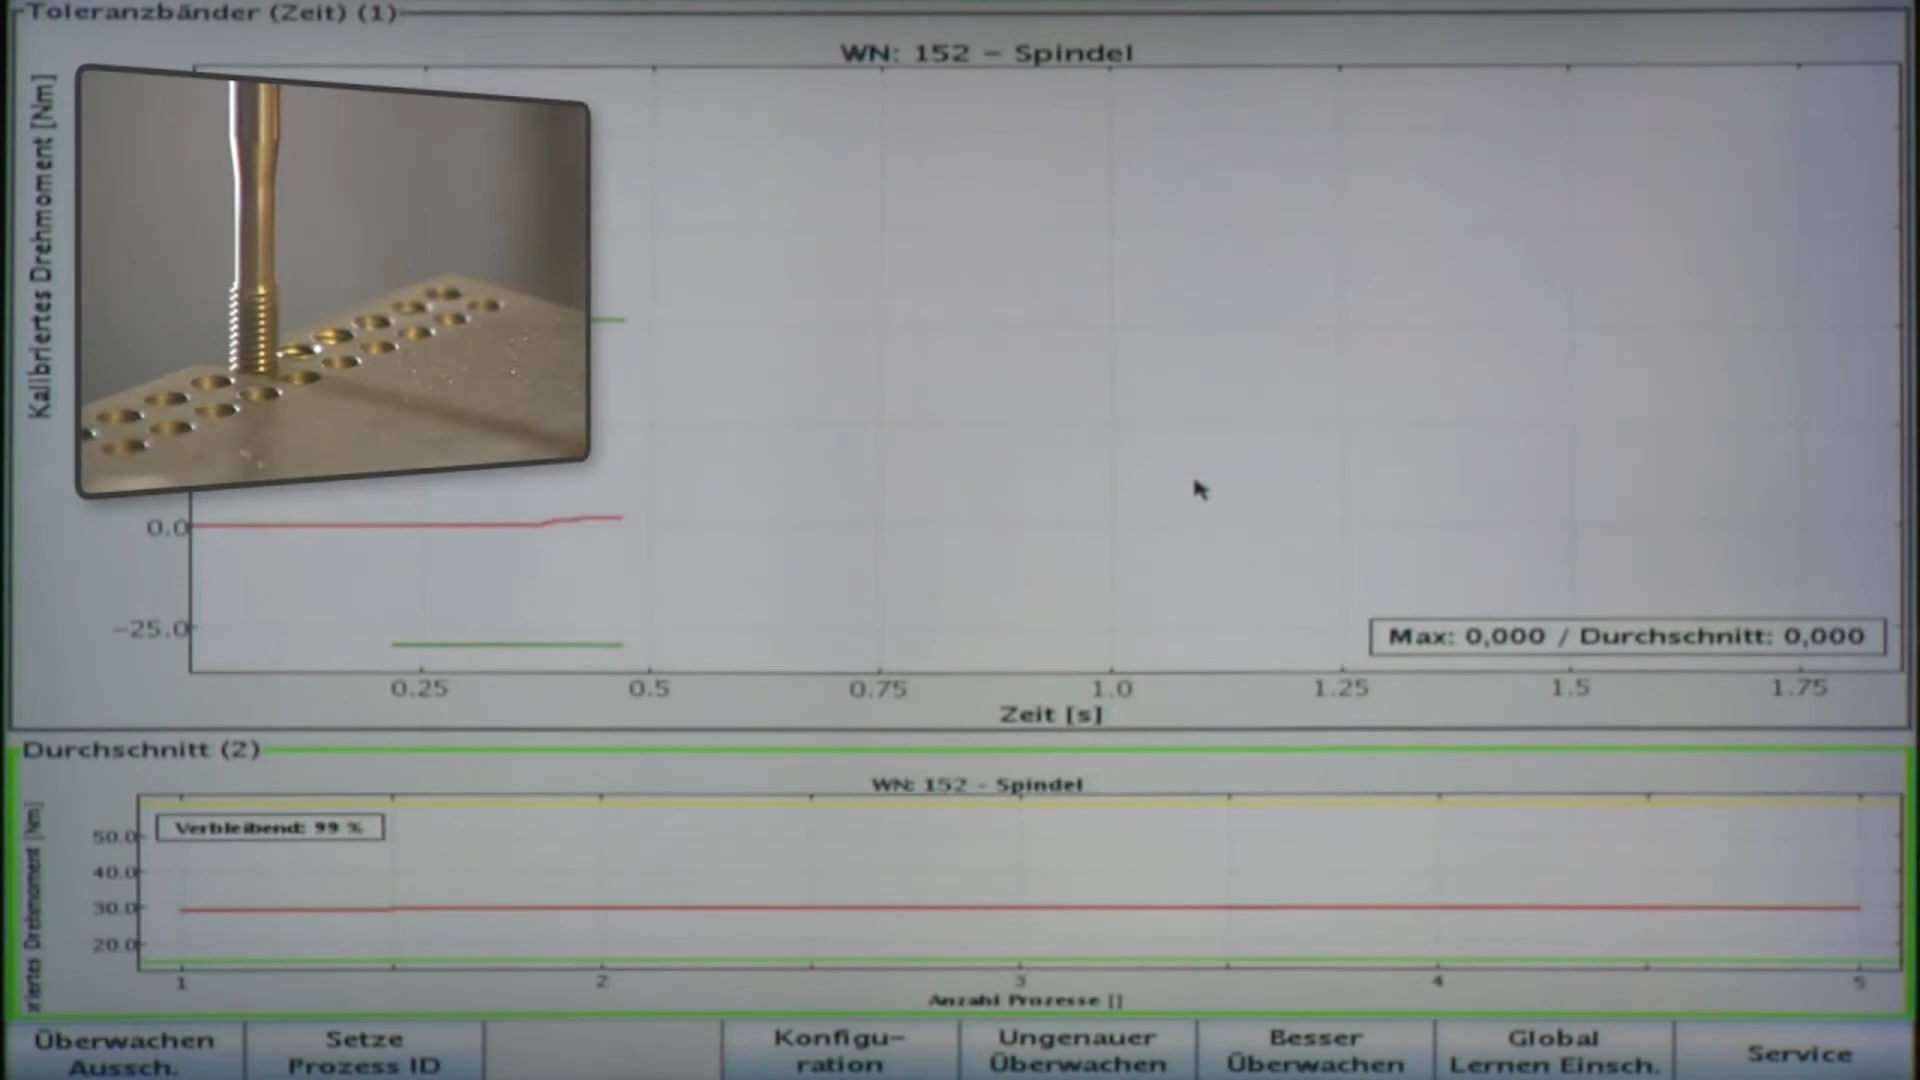 Toleranzbänder (Zeit) (1)
WN: 152 - Spindel
Kalibriertes Drehmoment [Nm]
0.0
-25.0
Max: 0,000 / Durchschnitt: 0,000
0.25 0.5 0.75 1.0 1.25 1.5 1.75
Zeit [s]
Durchschnitt (2)
WN: 152 - Spindel
Verbleibend: 99 %
50.0
40.0
30.0
20.0
riertes Drehmoment [Nm]
1 2 3 4 5
Anzahl Prozesse []
Überwachen
Aussch.
Setze
Prozess ID
Konfigu-
ration
Ungenauer
Überwachen
Besser
Überwachen
Global
Lernen Einsch.
Service